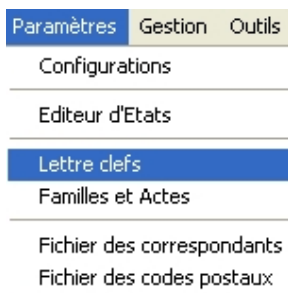 Paramètres Gestion Outils
Configurations
Editeur d'Etats
Lettre clefs
Familles et Actes
Fichier des correspondants
Fichier des codes postaux